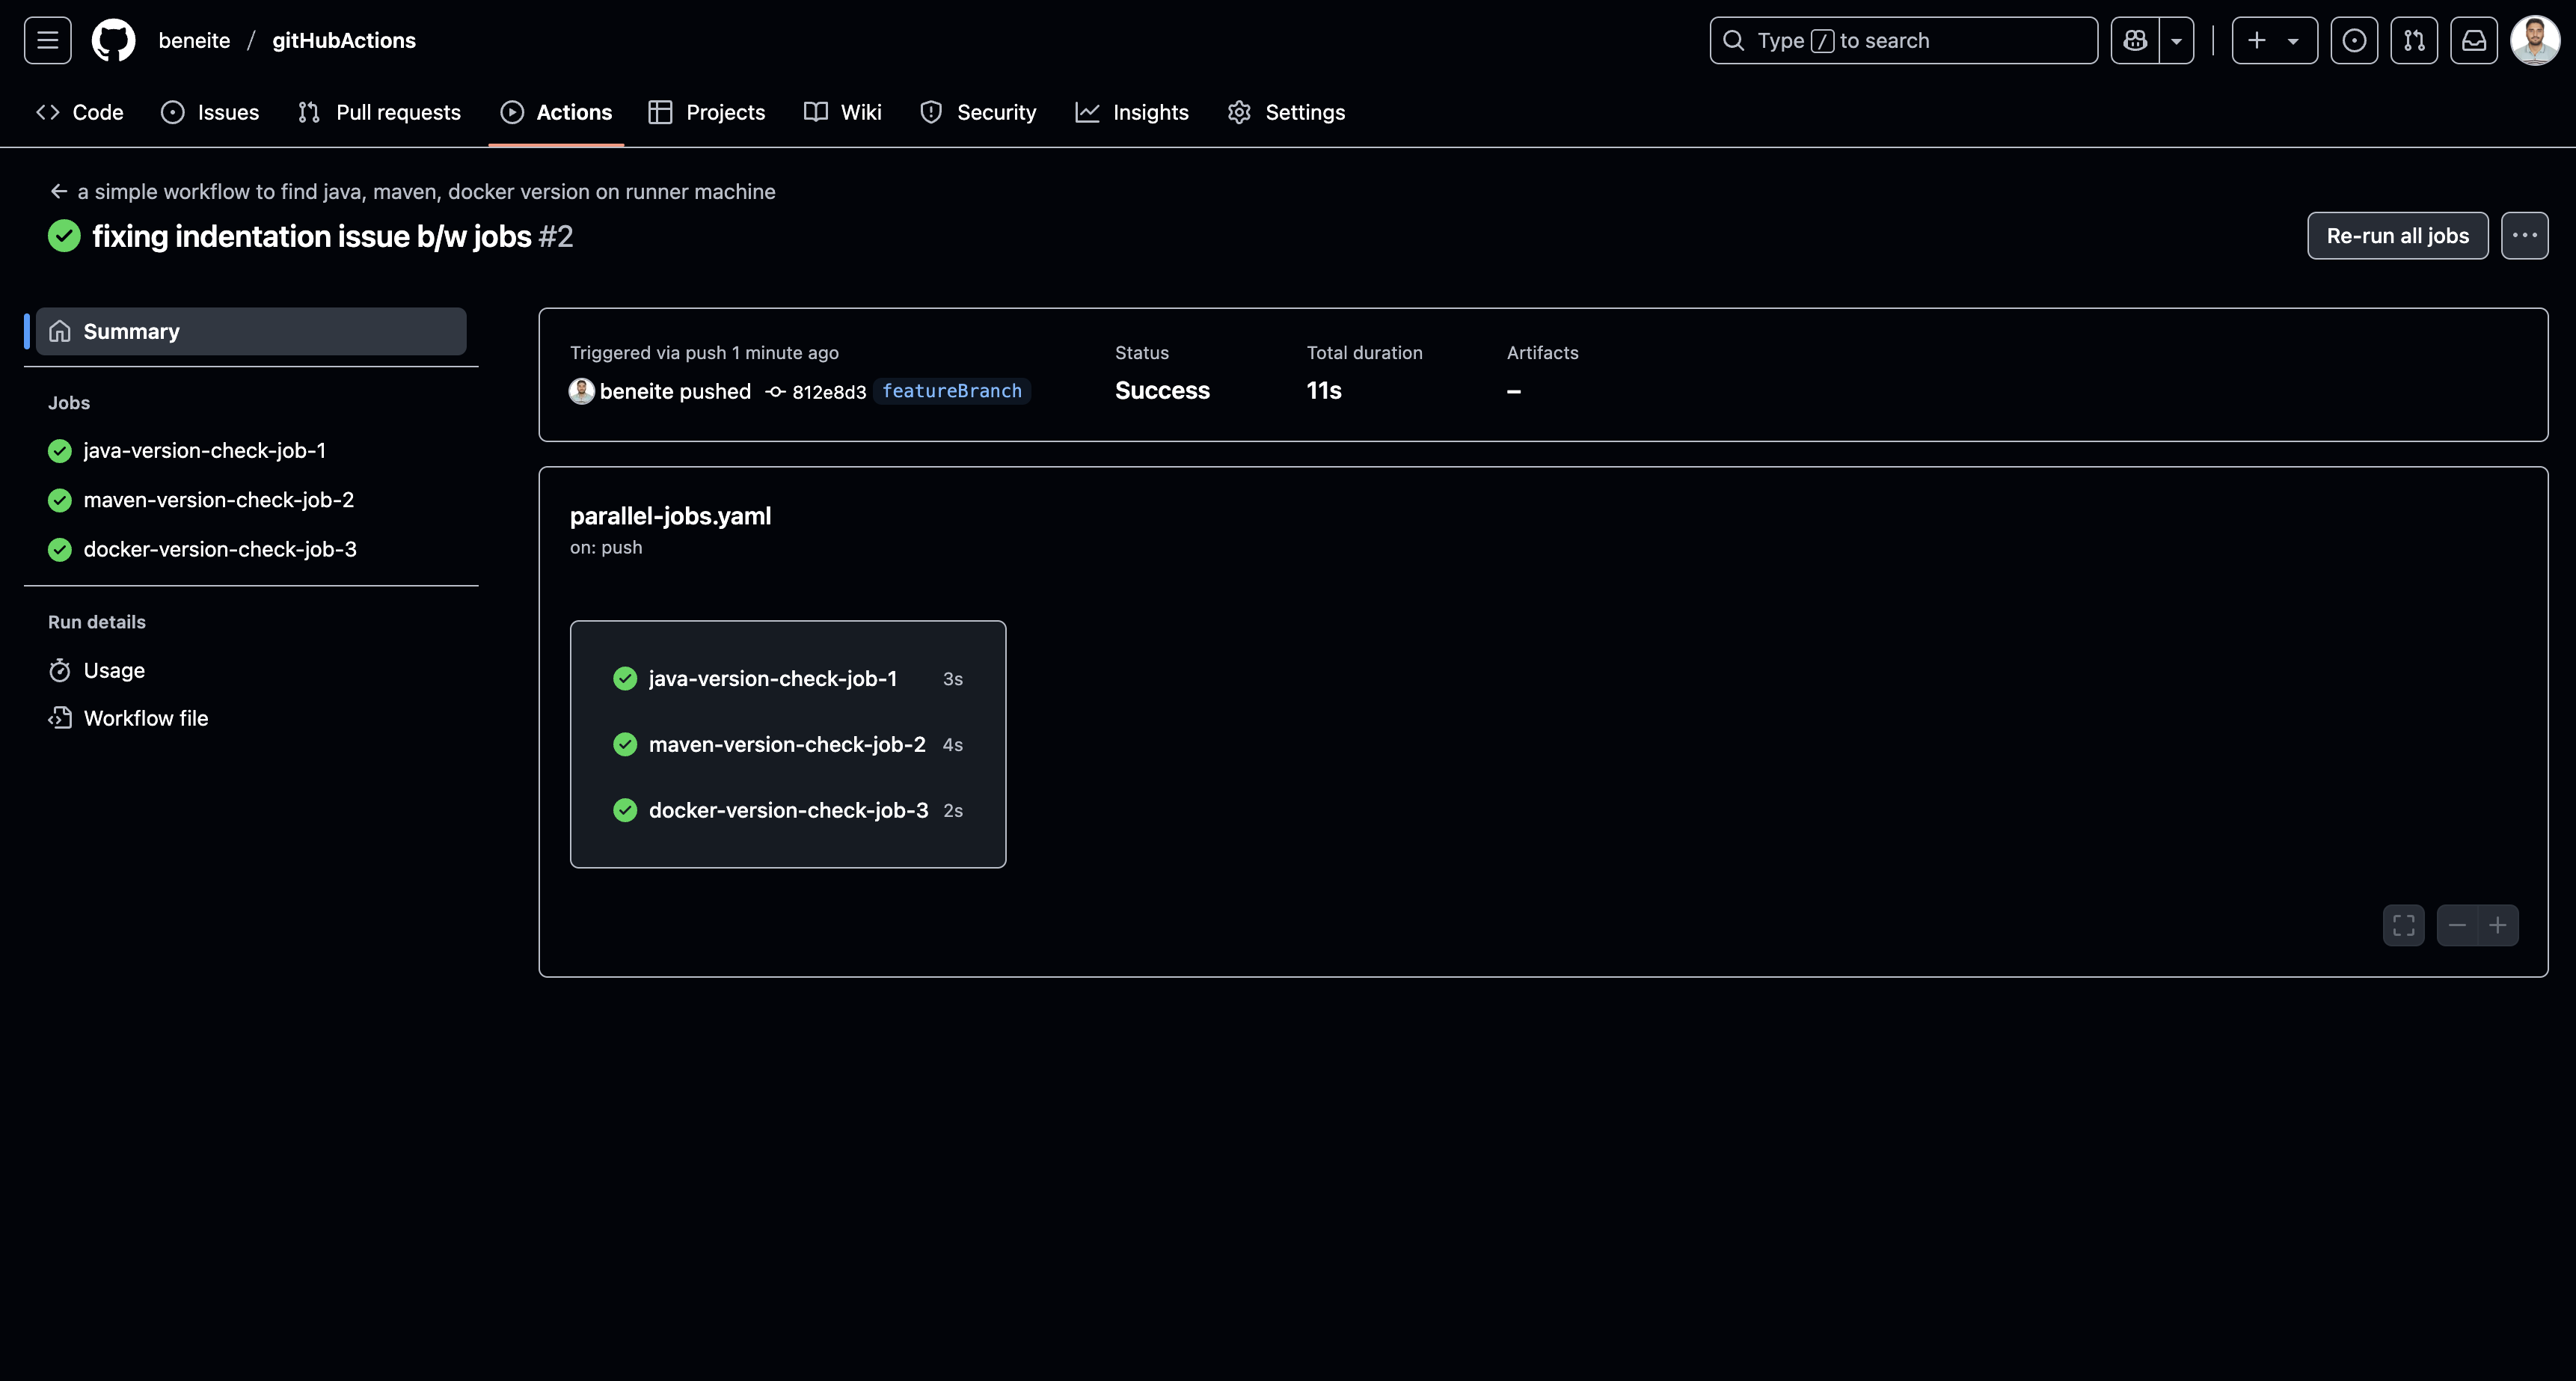 beneite / gitHubActions
Type / to search
Code Issues Pull requests Actions Projects Wiki Security Insights Settings
a simple workflow to find java, maven, docker version on runner machine
fixing indentation issue b/w jobs #2
Re-run all jobs
Summary
Jobs
java-version-check-job-1
maven-version-check-job-2
docker-version-check-job-3
Run details
Usage
Workflow file
Triggered via push 1 minute ago
beneite pushed 812e8d3 featureBranch
Status
Success
Total duration
11s
Artifacts
–
parallel-jobs.yaml
on: push
java-version-check-job-1 3s
maven-version-check-job-2 4s
docker-version-check-job-3 2s